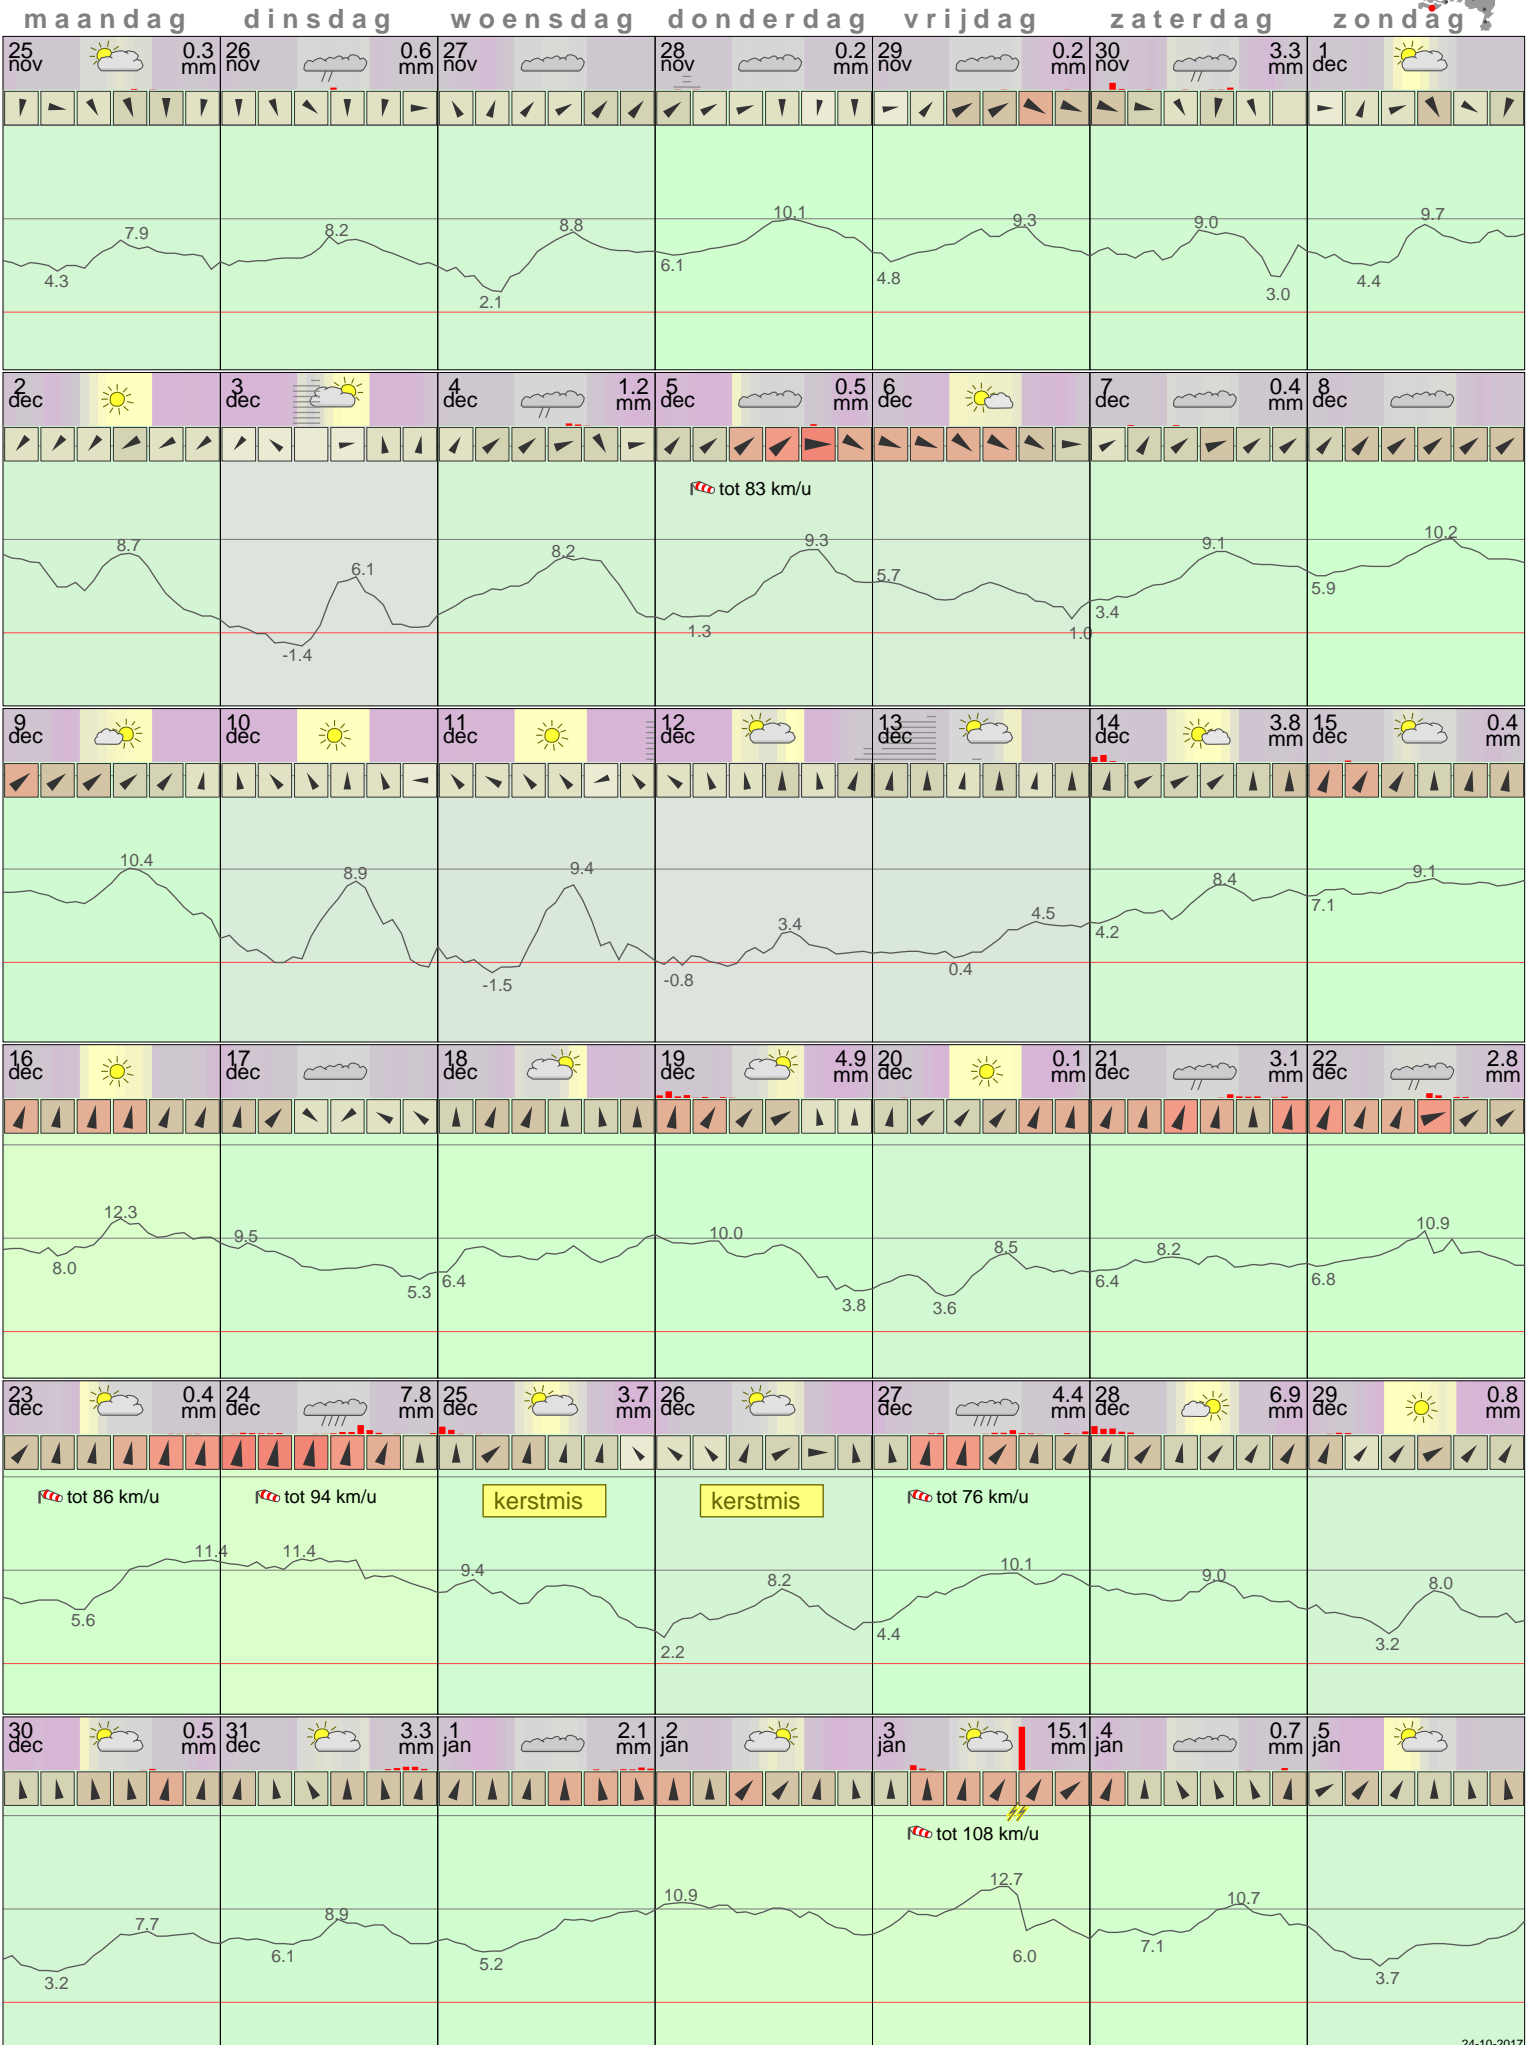 maandag dinsdag woensdag donderdag vrijdag zaterdag zondag
25 nov 0.3 mm 26 nov 0.6 mm 27 nov 28 nov 0.2 mm 29 nov 0.2 mm 30 nov 3.3 mm 1 dec
7.9 8.2 8.8 10.1 9.3 9.0 9.7
4.3 2.1 6.1 4.8 3.0 4.4
2 dec 3 dec 4 dec 1.2 mm 5 dec 0.5 mm 6 dec 7 dec 0.4 mm 8 dec
tot 83 km/u
8.7 6.1 8.2 9.3 5.7 9.1 10.2
-1.4 1.3 1.0 3.4 5.9
9 dec 10 dec 11 dec 12 dec 13 dec 14 dec 3.8 mm 15 dec 0.4 mm
10.4 8.9 9.4 3.4 4.5 8.4 9.1
-1.5 -0.8 0.4 4.2 7.1
16 dec 17 dec 18 dec 19 dec 4.9 mm 20 dec 0.1 mm 21 dec 3.1 mm 22 dec 2.8 mm
12.3 9.5 10.0 8.5 8.2 10.9
8.0 5.3 6.4 3.8 3.6 6.4 6.8
23 dec 0.4 mm 24 dec 7.8 mm 25 dec 3.7 mm 26 dec 27 dec 4.4 mm 28 dec 6.9 mm 29 dec 0.8 mm
tot 86 km/u tot 94 km/u kerstmis kerstmis tot 76 km/u
11.4 11.4 9.4 8.2 10.1 9.0 8.0
5.6 2.2 4.4 3.2
30 dec 0.5 mm 31 dec 3.3 mm 1 jan 2.1 mm 2 jan 3 jan 15.1 mm 4 jan 0.7 mm 5 jan
tot 108 km/u
7.7 8.9 10.9 12.7 10.7
3.2 6.1 5.2 6.0 7.1 3.7
24-10-2017